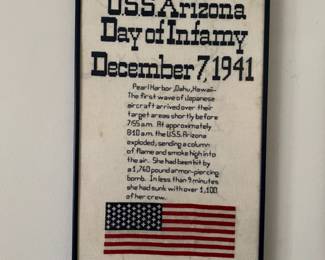 U.S.S. Arizona
Day of Infamy
December 7, 1941
Pearl Harbor, Oahu, Hawaii-
The first wave of Japanese
aircraft arrived over their
target areas shortly before
7:55 a.m. At approximately
8:10 a.m. the U.S.S. Arizona
exploded, sending a column
of flame and smoke high into
the air. She had been hit by
a 1,760 pound armor-piercing
bomb. In less than 9 minutes
she had sunk with over 1,100
of her crew.